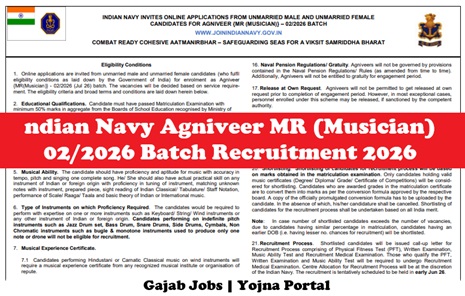 INDIAN NAVY INVITES ONLINE APPLICATIONS FROM UNMARRIED MALE AND UNMARRIED FEMALE
CANDIDATES FOR AGNIVEER (MR (MUSICIAN)) – 02/2026 BATCH
WWW.JOININDIANNAVY.GOV.IN
COMBAT READY COHESIVE AATMANIRBHAR – SAFEGUARDING SEAS FOR A VIKSIT SAMRIDDHA BHARAT
Eligibility Conditions
1. Online applications are invited from unmarried male and unmarried female candidates (who fulfil
eligibility conditions as laid down by the Government of India) for enrolment as Agniveer
(MR(Musician)) - 02/2026 (Jul 26) batch. The vacancies will be decided based on service require-
ment. The eligibility criteria and broad terms and conditions are laid down herein below.
2. Educational Qualifications. Candidate must have passed Matriculation Examination with
minimum 50% marks in aggregate from the Boards of School Education recognised by Ministry of
16. Naval Pension Regulations/ Gratuity. Agniveers will be governed by provisions
contained in the Naval Pension Regulations/ Rules (as amended from time to time).
Additionally, Agniveers will not be entitled to gratuity for engagement period.
17. Release at Own Request. Agniveers will not be permitted to get released at own
request prior to completion of engagement period. However, in most exceptional cases,
personnel enrolled under this scheme may be released, if sanctioned by the competent
authority.
ndian Navy Agniveer MR (Musician)
02/2026 Batch Recruitment 2026
5. Musical Ability. The candidate should have proficiency and aptitude for music with accuracy in
tempo, pitch and singing one complete song. He/ She should also have actual practical skill on any
instrument of Indian or foreign origin with proficiency in tuning of instrument, matching unknown
notes with instrument, prepared piece, sight reading of Indian Classical/ Tabulature/ Staff Notation,
performance of Scale/ Raaga/ Taala and basic theory of Indian or International music.
6. Type of Instruments on which Proficiency Required. The candidates would be required to
perform with expertise on one or more instruments such as Keyboard/ String/ Wind instruments or
any other instrument of Indian or foreign origin. Candidates performing on indefinite pitch
instruments such as Jazz Drum set, Bass Drum, Snare Drums, Side Drums, Cymbals, Non
Chromatic instruments such as bugle & monotone instruments used to produce only one
note or drone will not be eligible for recruitment.
7. Musical Experience Certificate.
7.1 Candidates performing Hindustani or Carnatic Classical music on wind instruments will
require a musical experience certificate from any recognized musical institute or organisation of
repute.
on marks obtained in the matriculation examination. Only candidates holding valid
music certificates (Degree/ Diploma/ Grade/ Certificate of Competitions) will be consid-
ered for shortlisting. Candidates who are awarded grades in the matriculation certificate
are to convert them into marks as per the conversion formula approved by the respective
board. A copy of the officially promulgated conversion formula has to be uploaded by the
candidate. In the absence of which, his/her candidature shall be cancelled. Shortlisting of
candidates for the recruitment process shall be undertaken based on all India merit.
Note: In case number of shortlisted candidates exceeds the number of vacancies,
due to candidates having similar percentage in matriculation, candidates having an
earlier DOB (i.e. having lesser no. chances for recruitment) will be shortlisted.
21. Recruitment Process. Shortlisted candidates will be issued call-up letter for
Recruitment Process comprising of Physical Fitness Test (PFT), Written Examination,
Music Ability Test and Recruitment Medical Examination. Those who qualify the PFT,
Written Examination and Music Ability Test will be required to undergo Recruitment
Medical Examination. Centre Allocation for Recruitment Process will be at the discretion
of the Indian Navy. The recruitment is tentatively scheduled to be held in early Jun 26.
Gajab Jobs | Yojna Portal